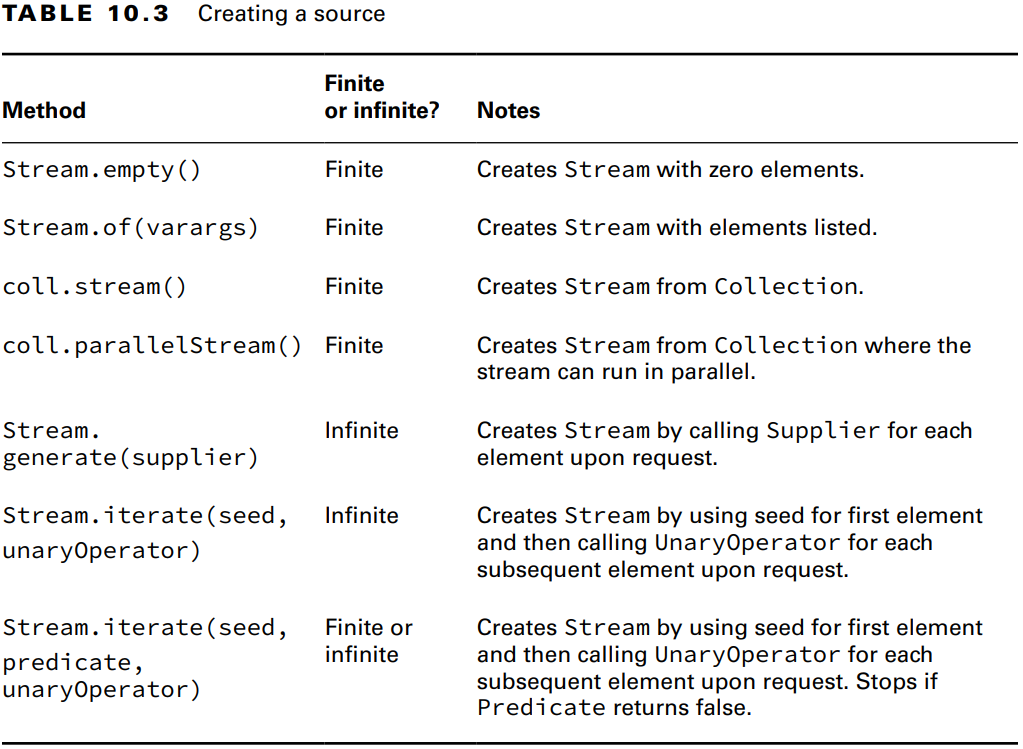 TABLE 10.3 Creating a source
Method
Finite
or infinite?
Notes
Stream.empty()
Finite
Creates Stream with zero elements.
Stream.of(varargs)
Finite
Creates Stream with elements listed.
coll.stream()
Finite
Creates Stream from Collection.
coll.parallelStream()
Finite
Creates Stream from Collection where the
stream can run in parallel.
Stream.
generate(supplier)
Infinite
Creates Stream by calling Supplier for each
element upon request.
Stream.iterate(seed,
unaryOperator)
Infinite
Creates Stream by using seed for first element
and then calling UnaryOperator for each
subsequent element upon request.
Stream.iterate(seed,
predicate,
unaryOperator)
Finite or
infinite
Creates Stream by using seed for first element
and then calling UnaryOperator for each
subsequent element upon request. Stops if
Predicate returns false.